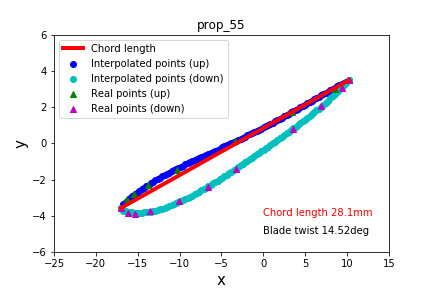 prop_55
6
4
2
0
−2
−4
−6
y
Chord length
Interpolated points (up)
Interpolated points (down)
Real points (up)
Real points (down)
Chord length 28.1mm
Blade twist 14.52deg
−25 −20 −15 −10 −5 0 5 10 15
x